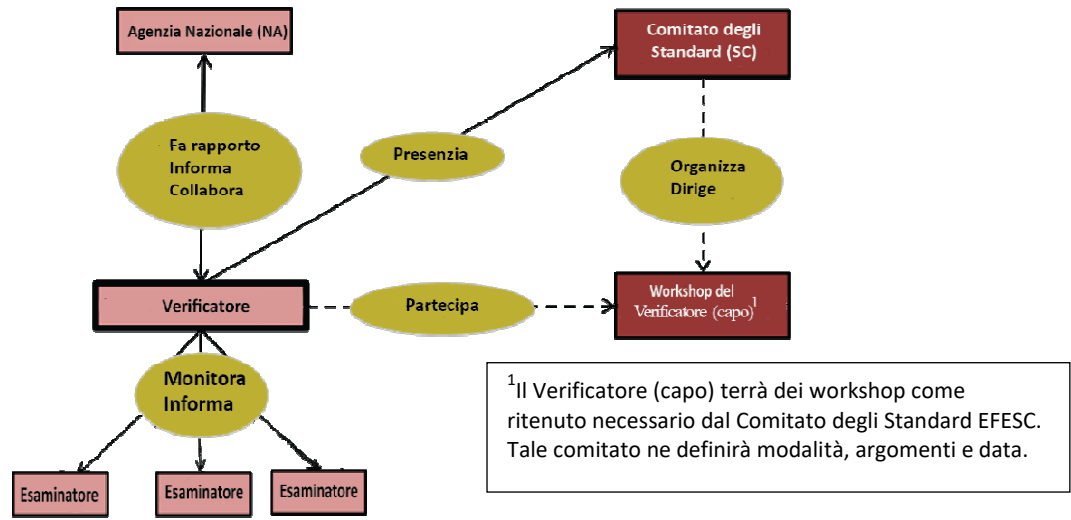 Agenzia Nazionale (NA)
Comitato degli
Standard (SC)
Fa rapporto
Informa
Collabora
Presenzia
Organizza
Dirige
Verificatore
Partecipa
Workshop del
Verificatore (capo)1
Monitora
Informa
1Il Verificatore (capo) terrà dei workshop come
ritenuto necessario dal Comitato degli Standard EFESC.
Tale comitato ne definirà modalità, argomenti e data.
Esaminatore
Esaminatore
Esaminatore